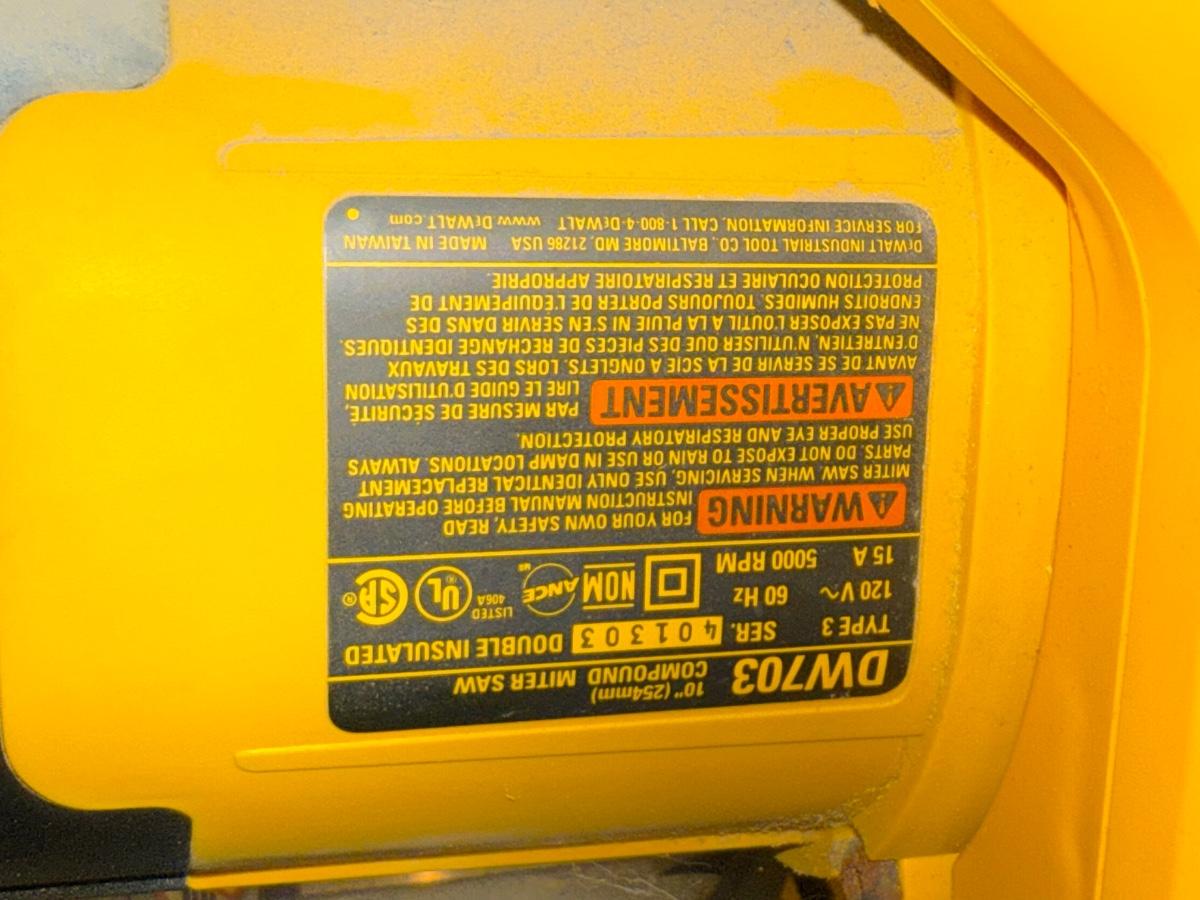 DW703 10" (254mm)
COMPOUND MITER SAW
TYPE 3 SER. 401303 DOUBLE INSULATED
120 V~ 60 Hz
15 A 5000 RPM
NOM
ANCE
MR
LISTED
406A
UL
SA
WARNING FOR YOUR OWN SAFETY, READ
INSTRUCTION MANUAL BEFORE OPERATING
MITER SAW. WHEN SERVICING, USE ONLY IDENTICAL REPLACEMENT
PARTS. DO NOT EXPOSE TO RAIN OR USE IN DAMP LOCATIONS. ALWAYS
USE PROPER EYE AND RESPIRATORY PROTECTION.
AVERTISSEMENT PAR MESURE DE SÉCURITÉ,
LIRE LE GUIDE D'UTILISATION
AVANT DE SE SERVIR DE LA SCIE A ONGLETS. LORS DES TRAVAUX
D'ENTRETIEN, N'UTILISER QUE DES PIECES DE RECHANGE IDENTIQUES.
NE PAS EXPOSER L'OUTIL À LA PLUIE NI S'EN SERVIR DANS DES
ENDROITS HUMIDES. TOUJOURS PORTER DE L'ÉQUIPEMENT DE
PROTECTION OCULAIRE ET RESPIRATOIRE APPROPRIE.
DEWALT INDUSTRIAL TOOL CO., BALTIMORE MD, 21286 USA MADE IN TAIWAN
FOR SERVICE INFORMATION, CALL 1-800-4-DEWALT www.DEWALT.com